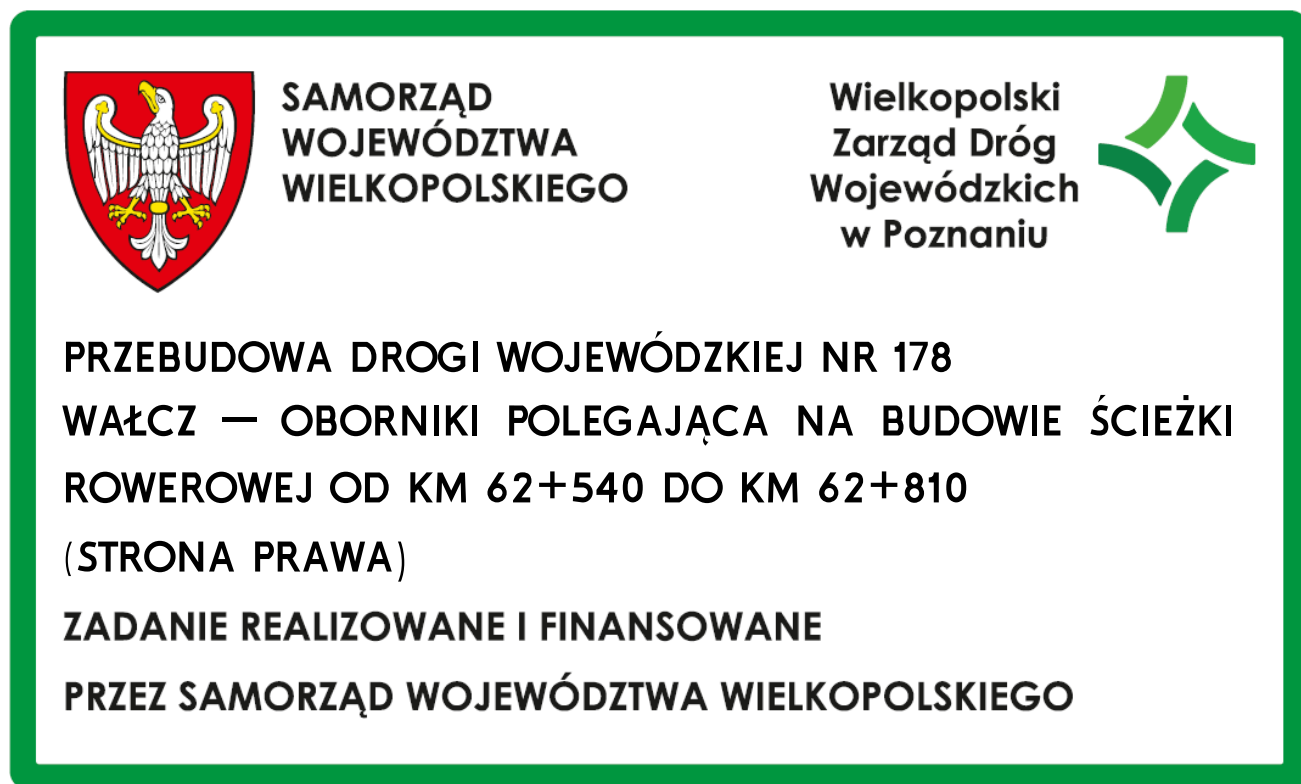 SAMORZĄD
WOJEWÓDZTWA
WIELKOPOLSKIEGO
Wielkopolski
Zarząd Dróg
Wojewódzkich
w Poznaniu
PRZEBUDOWA DROGI WOJEWÓDZKIEJ NR 178
WAŁCZ — OBORNIKI POLEGAJĄCA NA BUDOWIE ŚCIEŻKI
ROWEROWEJ OD KM 62+540 DO KM 62+810
(STRONA PRAWA)
ZADANIE REALIZOWANE I FINANSOWANE
PRZEZ SAMORZĄD WOJEWÓDZTWA WIELKOPOLSKIEGO